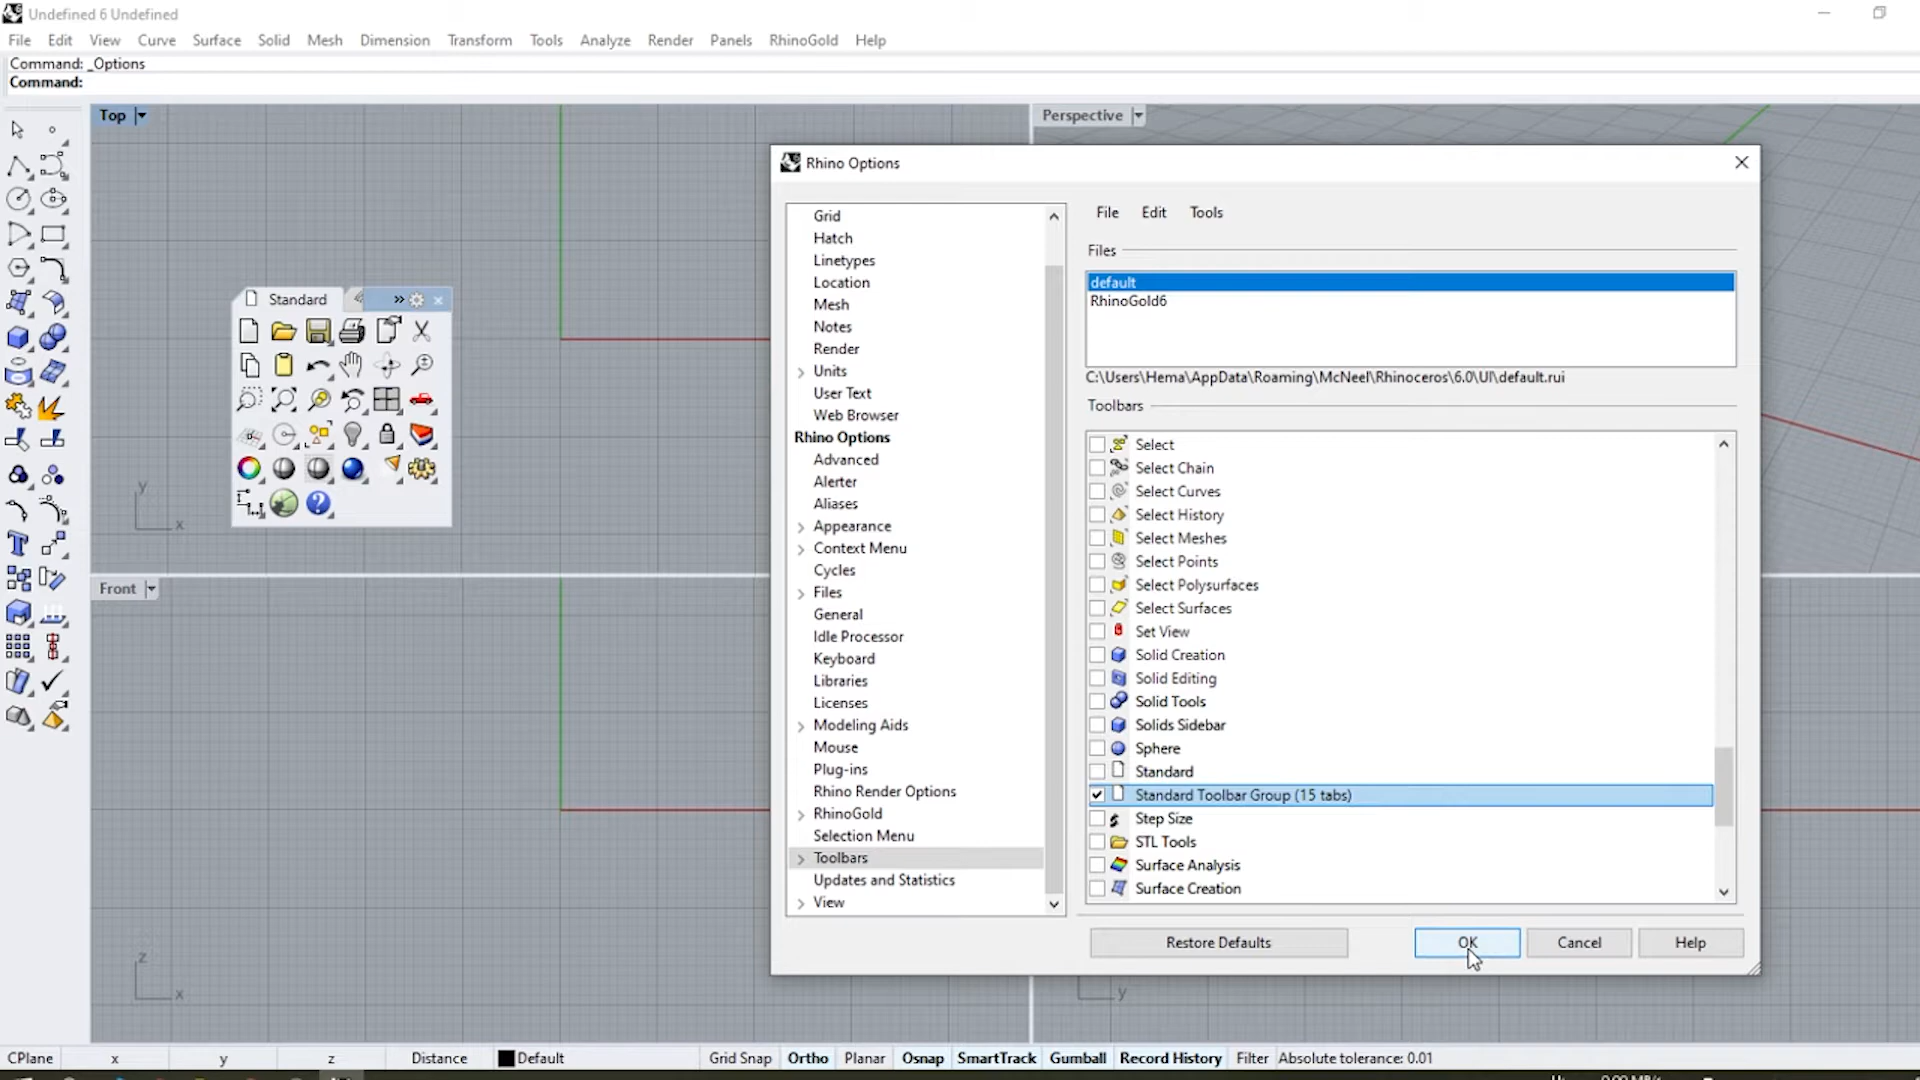 Undefined 6 Undefined
File Edit View Curve Surface Solid Mesh Dimension Transform Tools Analyze Render Panels RhinoGold Help
Command: _Options
Command:
Top
Perspective
Standard
y
x
Front
z
x
y
Rhino Options
Grid
Hatch
Linetypes
Location
Mesh
Notes
Render
Units
User Text
Web Browser
Rhino Options
Advanced
Alerter
Aliases
Appearance
Context Menu
Cycles
Files
General
Idle Processor
Keyboard
Libraries
Licenses
Modeling Aids
Mouse
Plug-ins
Rhino Render Options
RhinoGold
Selection Menu
Toolbars
Updates and Statistics
View
File Edit Tools
Files
default
RhinoGold6
C:\Users\Hema\AppData\Roaming\McNeel\Rhinoceros\6.0\UI\default.rui
Toolbars
Select
Select Chain
Select Curves
Select History
Select Meshes
Select Points
Select Polysurfaces
Select Surfaces
Set View
Solid Creation
Solid Editing
Solid Tools
Solids Sidebar
Sphere
Standard
Standard Toolbar Group (15 tabs)
Step Size
STL Tools
Surface Analysis
Surface Creation
Restore Defaults OK Cancel Help
CPlane x y z Distance Default Grid Snap Ortho Planar Osnap SmartTrack Gumball Record History Filter Absolute tolerance: 0.01